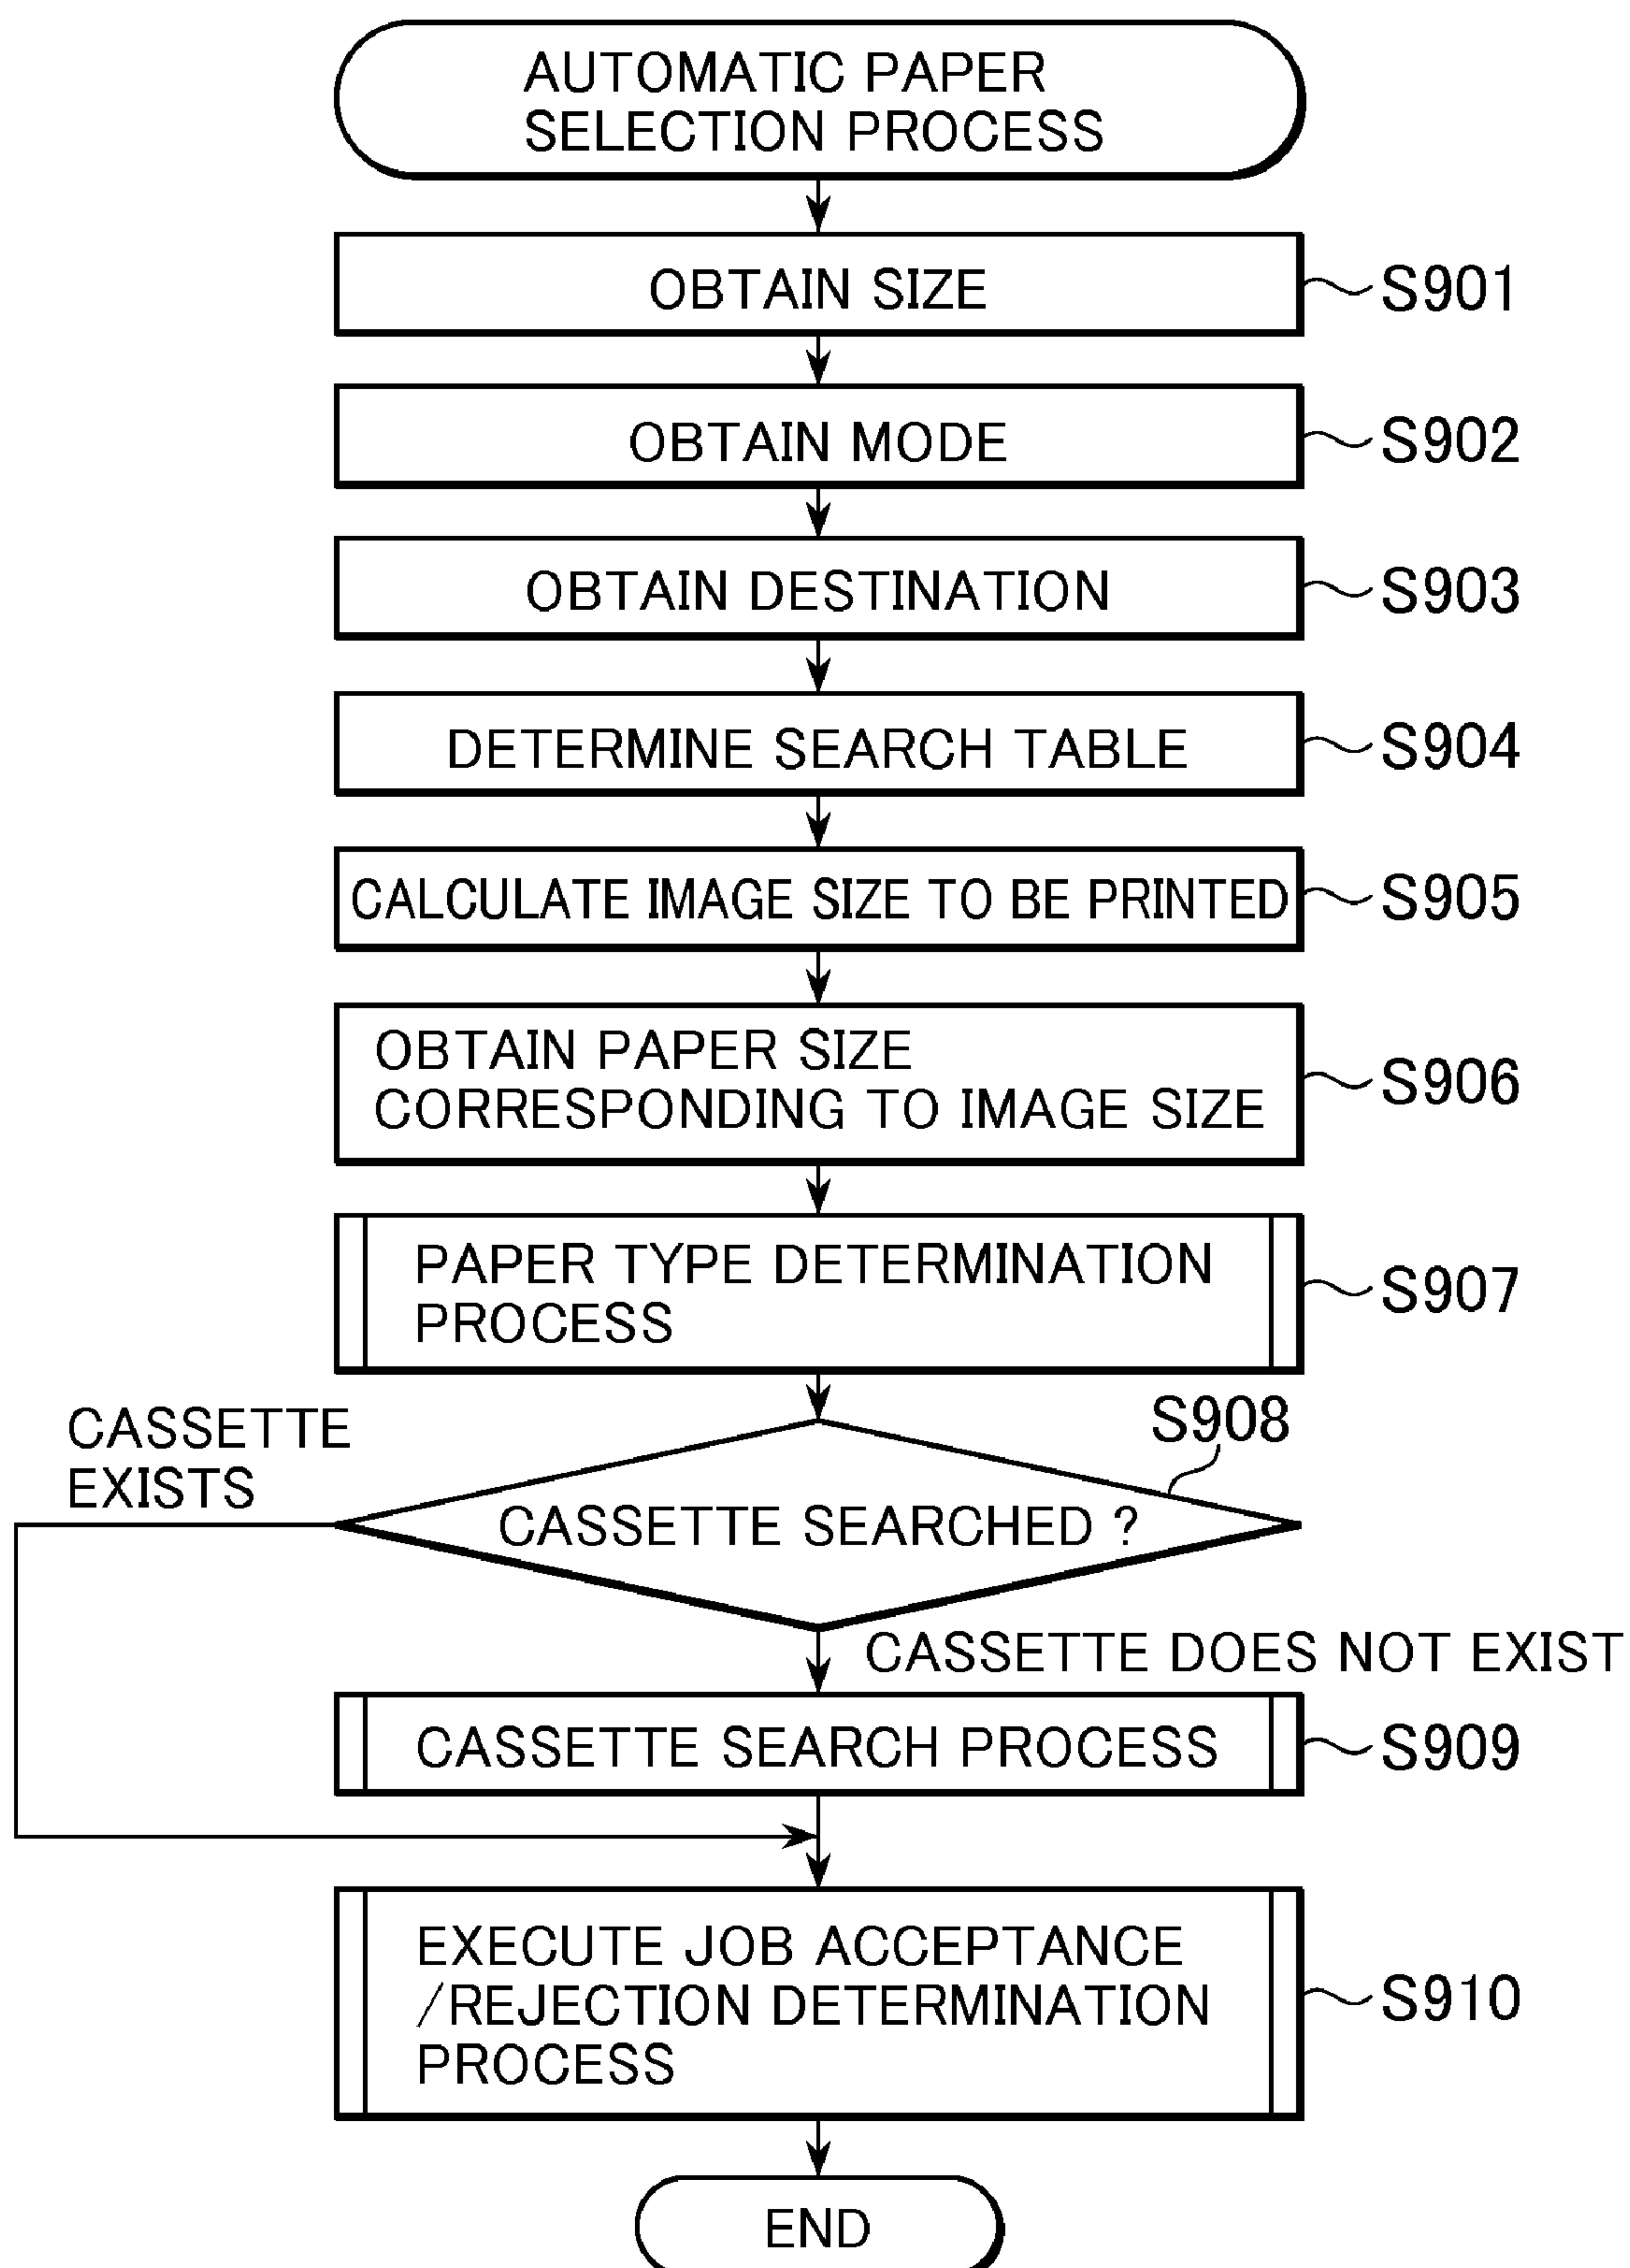 AUTOMATIC PAPER
SELECTION PROCESS
OBTAIN SIZE
S901
OBTAIN MODE
S902
OBTAIN DESTINATION
S903
DETERMINE SEARCH TABLE
S904
CALCULATE IMAGE SIZE TO BE PRINTED
S905
OBTAIN PAPER SIZE
CORRESPONDING TO IMAGE SIZE
S906
PAPER TYPE DETERMINATION
PROCESS
S907
CASSETTE
EXISTS
S908
CASSETTE SEARCHED ?
CASSETTE DOES NOT EXIST
CASSETTE SEARCH PROCESS
S909
EXECUTE JOB ACCEPTANCE
/REJECTION DETERMINATION
PROCESS
S910
END